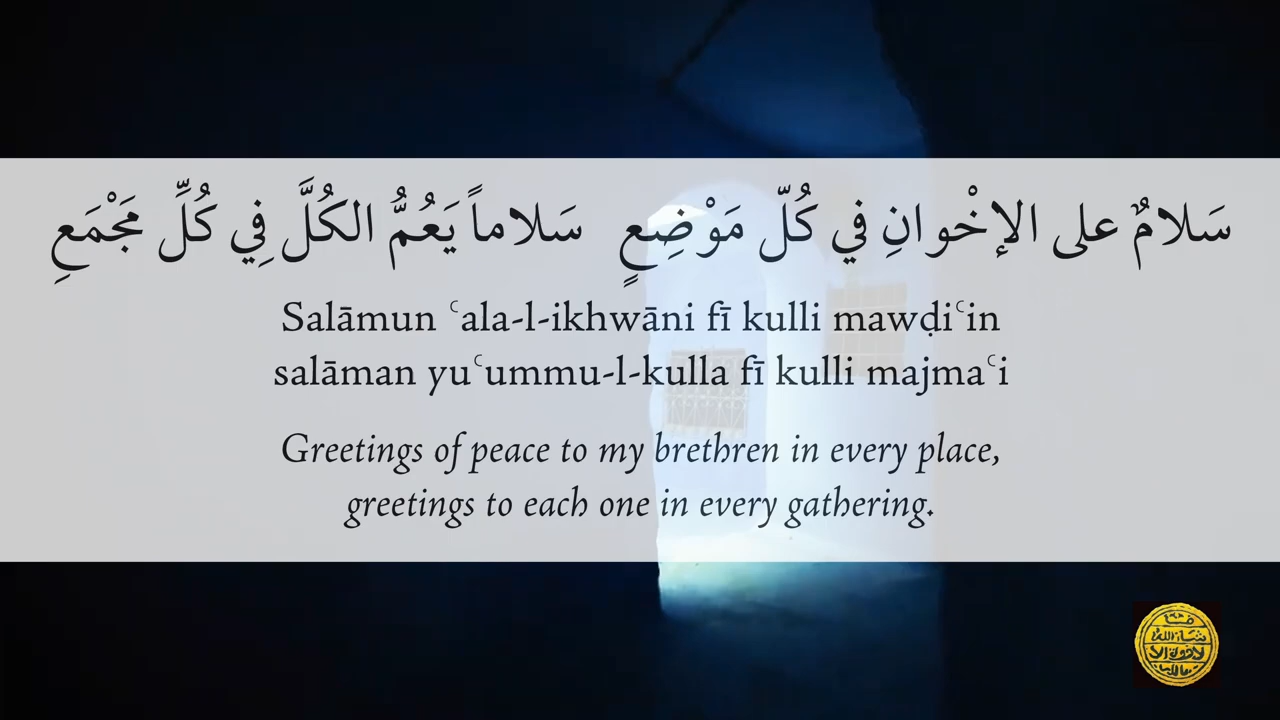 سَلامٌ على الإخْوانِ في كُلّ مَوْضِعٍ سَلاماً يَعُمُّ الكُلَّ فِي كُلِّ مَجْمَعِ
Salāmun ʿala-l-ikhwāni fī kulli mawḍiʿin
salāman yuʿummu-l-kulla fī kulli majmaʿi
Greetings of peace to my brethren in every place,
greetings to each one in every gathering.